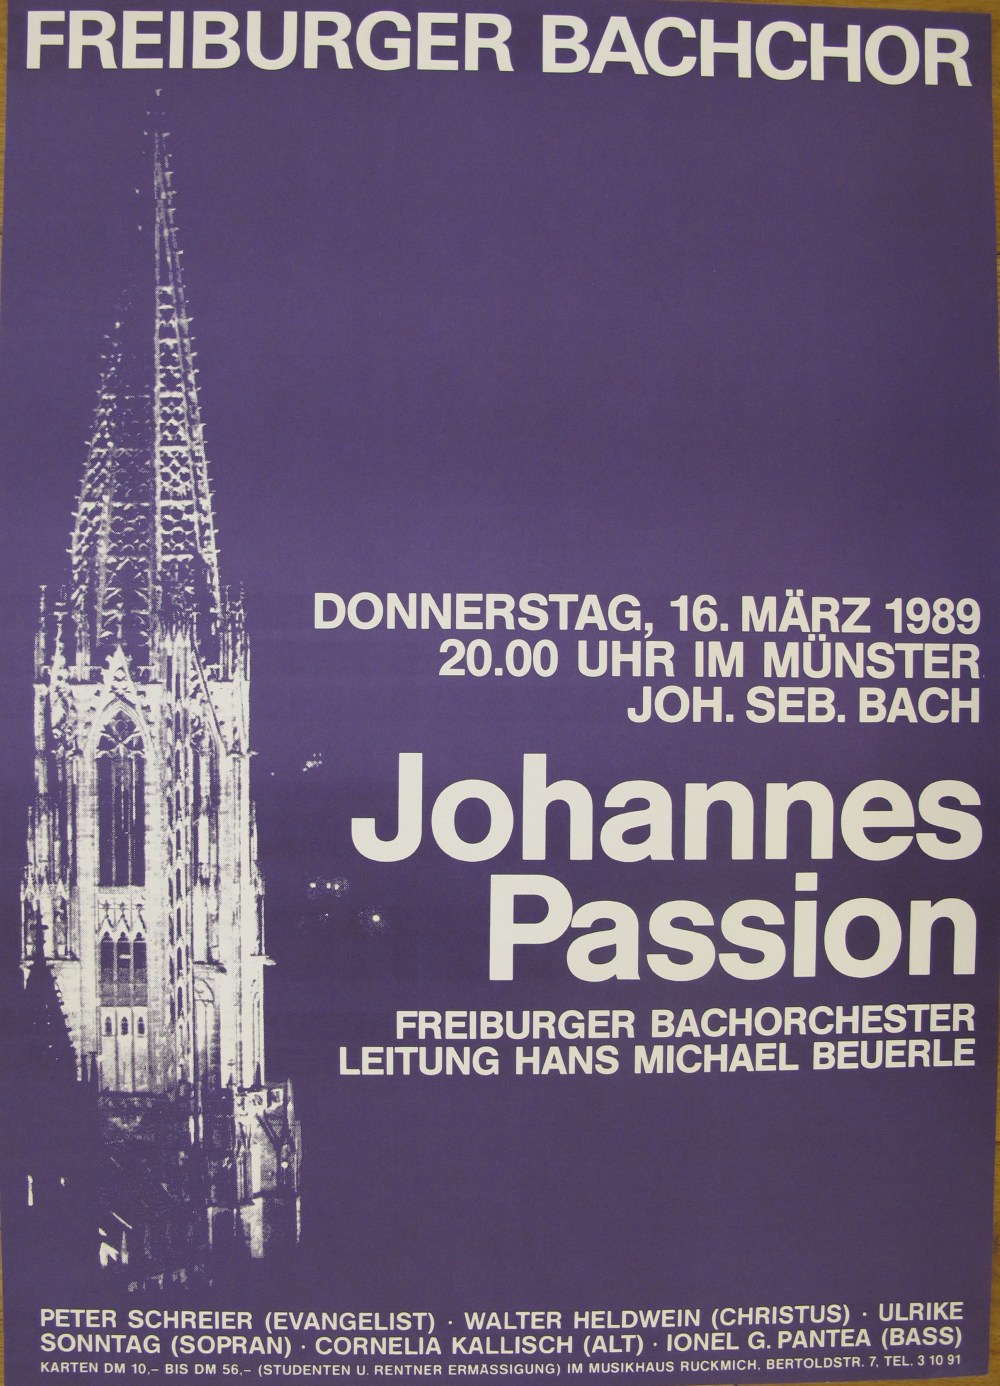 FREIBURGER BACHCHOR
DONNERSTAG, 16. MÄRZ 1989
20.00 UHR IM MÜNSTER
JOH. SEB. BACH
Johannes
Passion
FREIBURGER BACHORCHESTER
LEITUNG HANS MICHAEL BEUERLE
PETER SCHREIER (EVANGELIST) · WALTER HELDWEIN (CHRISTUS) · ULRIKE
SONNTAG (SOPRAN) · CORNELIA KALLISCH (ALT) · IONEL G. PANTEA (BASS)
KARTEN DM 10,– BIS DM 56,– (STUDENTEN U. RENTNER ERMÄSSIGUNG) IM MUSIKHAUS RUCKMICH, BERTOLDSTR. 7, TEL. 3 10 91